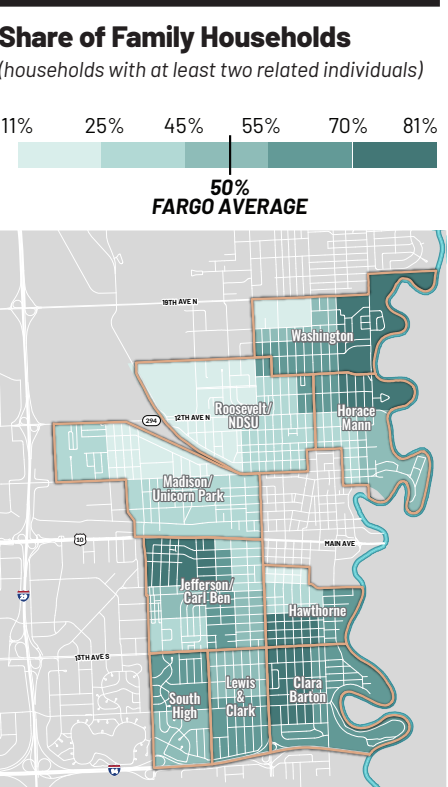 Share of Family Households
(households with at least two related individuals)
11% 25% 45% 55% 70% 81%
50%
FARGO AVERAGE
19TH AVE N
Washington
294
12TH AVE N
Roosevelt/
NDSU
Horace
Mann
Madison/
Unicorn Park
10
MAIN AVE
Jefferson/
Carl Ben
Hawthorne
13TH AVE S
South
High
Lewis
&
Clark
Clara
Barton